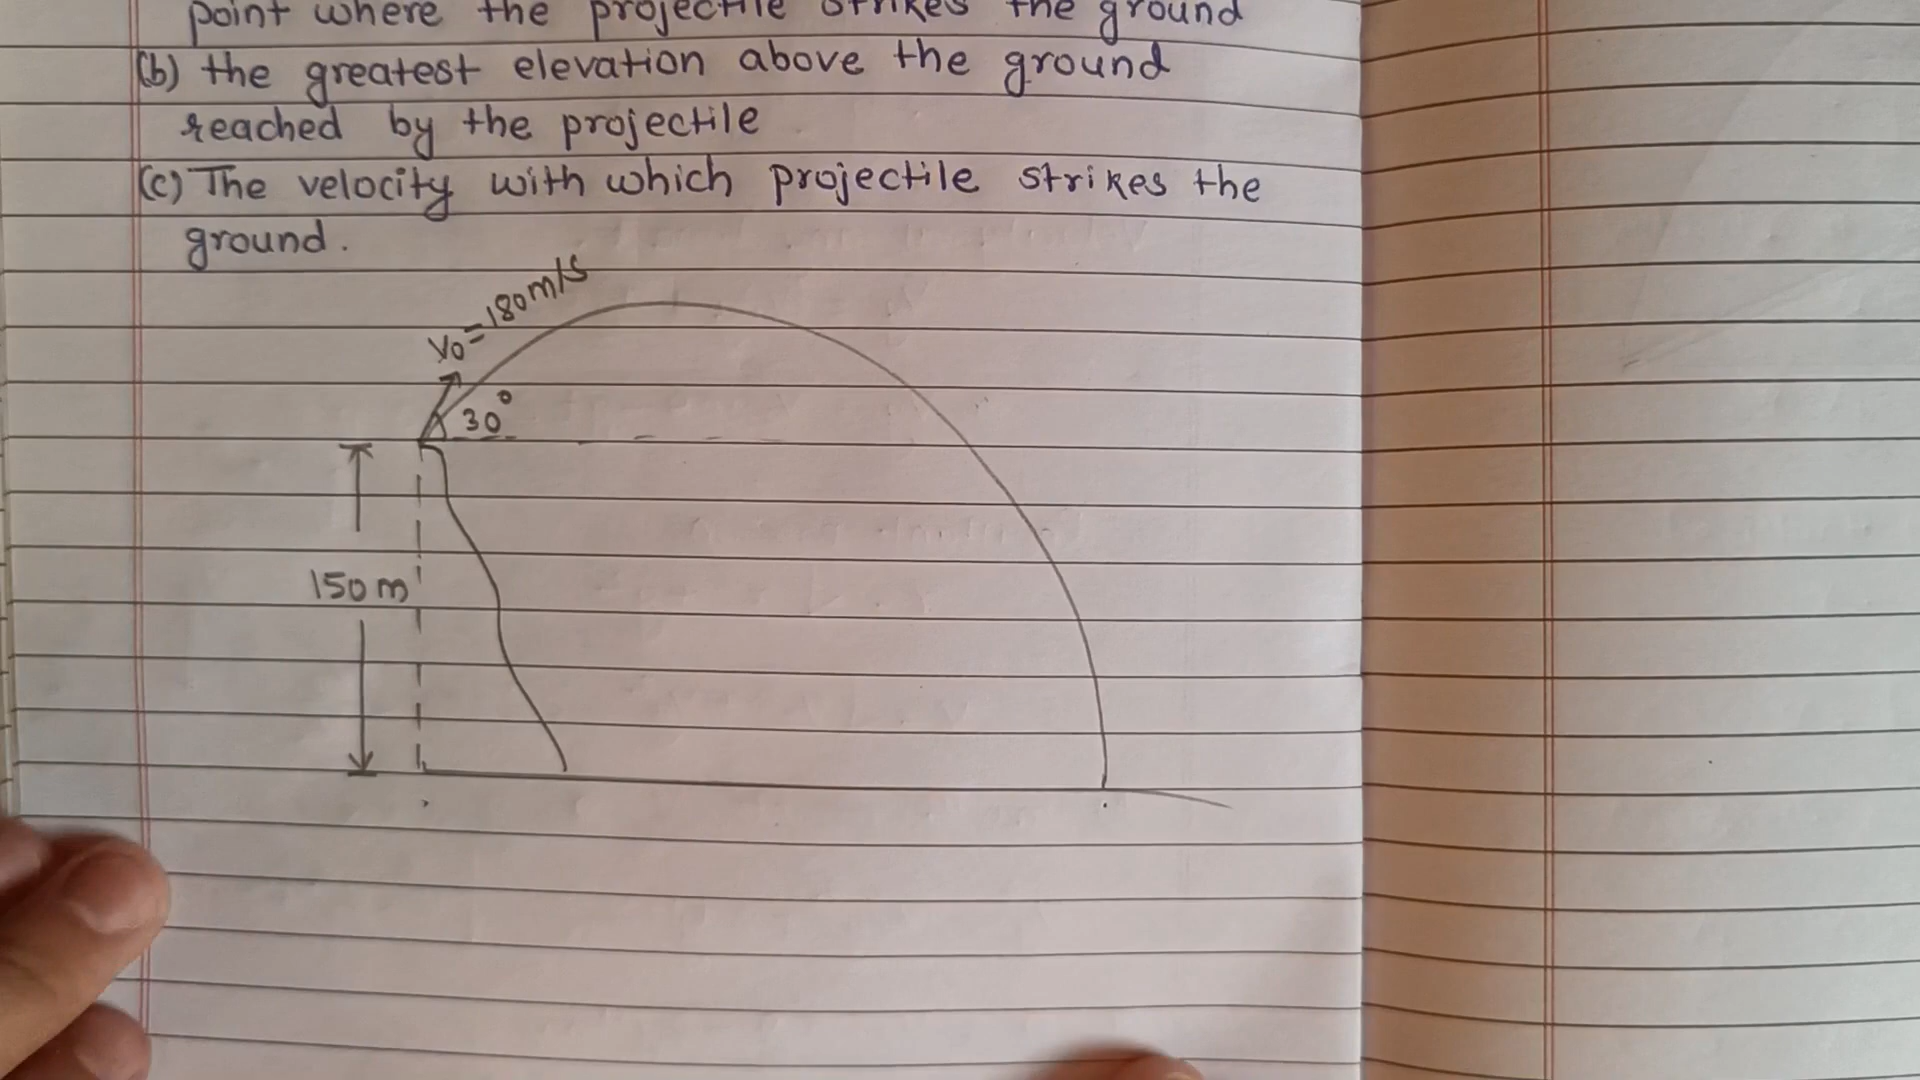 point where the projectile strikes the ground
(b) the greatest elevation above the ground
reached by the projectile
(c) The velocity with which projectile strikes the
ground.
V0=180m/s
30°
150m